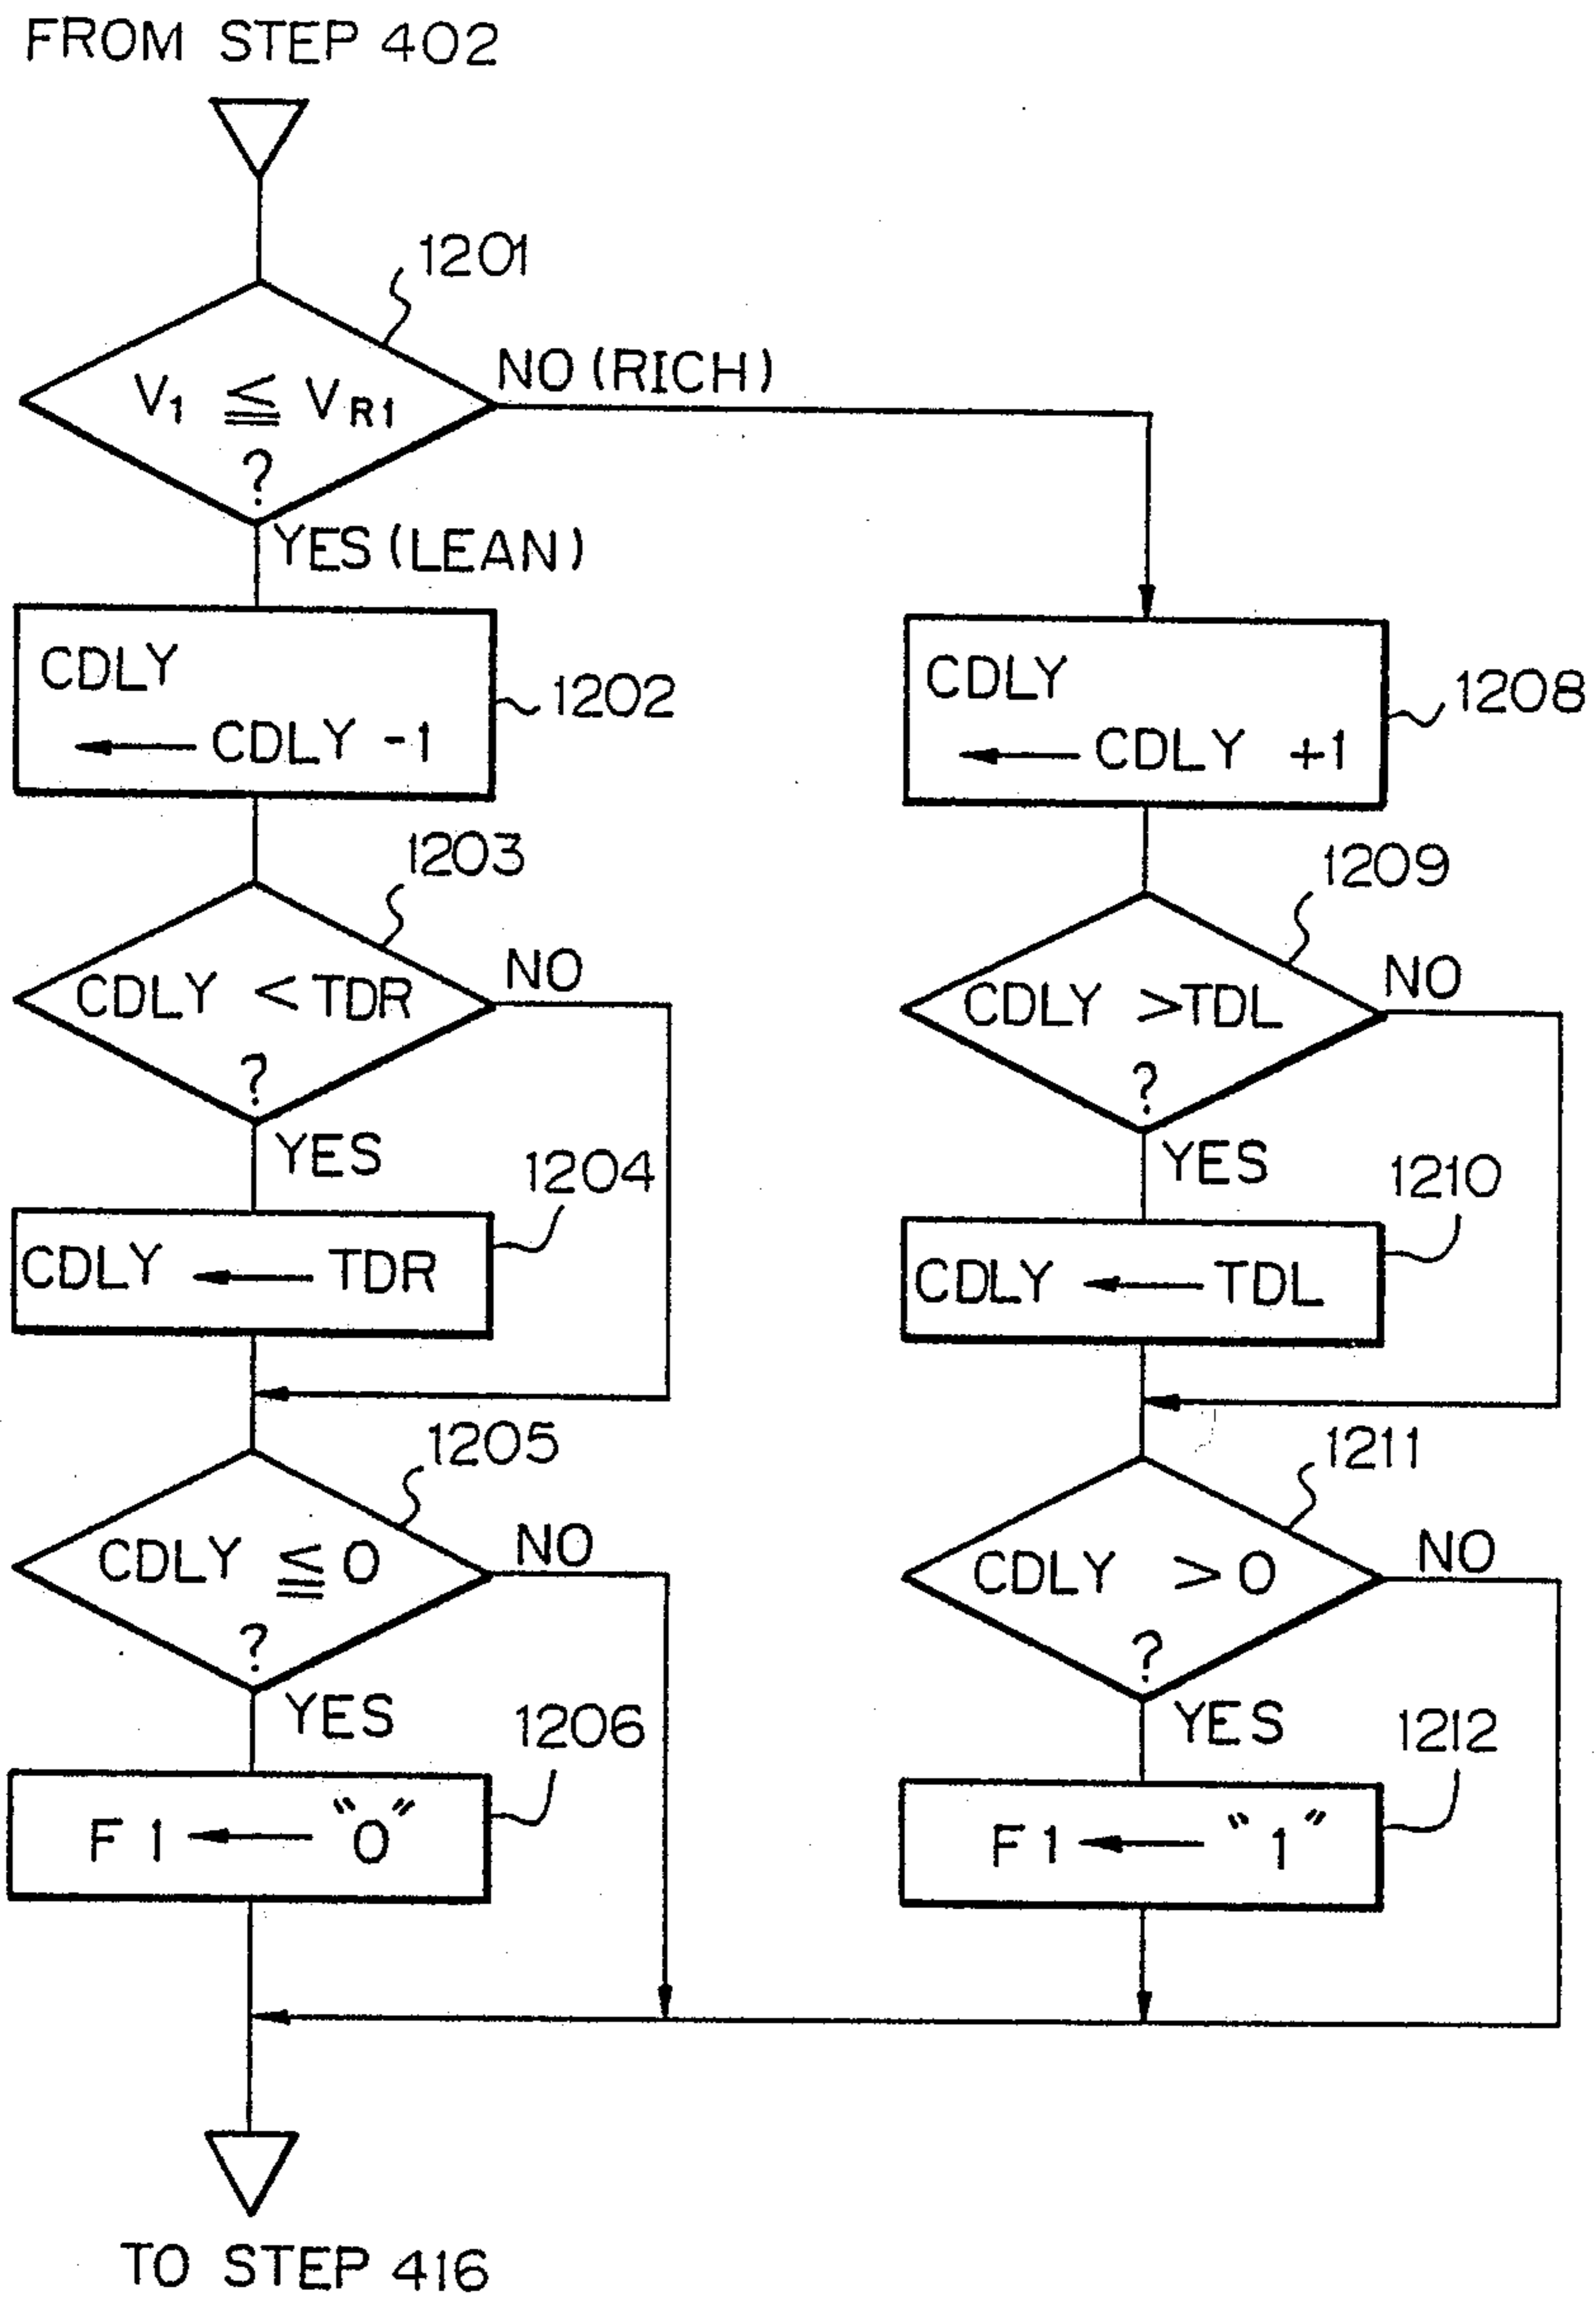 FROM STEP 402
1201
V1 ≦ VR1
?
NO (RICH)
YES (LEAN)
CDLY
← CDLY -1
1202
CDLY
← CDLY +1
1208
1203
CDLY < TDR
?
NO
YES
1209
CDLY >TDL
?
NO
YES
1204
CDLY ← TDR
1210
CDLY ← TDL
1205
CDLY ≦ 0
?
NO
YES
1211
CDLY > 0
?
NO
YES
1206
F1 ← "0"
1212
F1 ← "1"
TO STEP 416